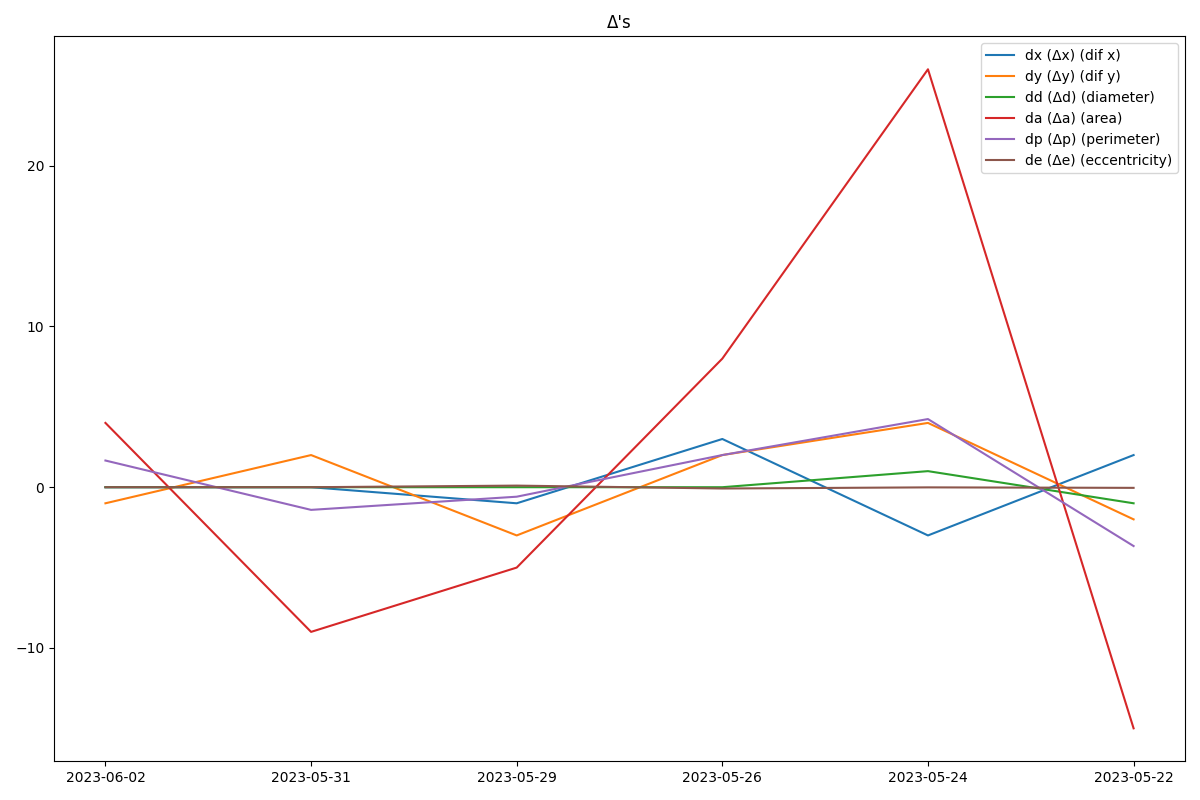 Δ's
dx (Δx) (dif x)
dy (Δy) (dif y)
dd (Δd) (diameter)
da (Δa) (area)
dp (Δp) (perimeter)
de (Δe) (eccentricity)
20
10
0
−10
2023-06-02 2023-05-31 2023-05-29 2023-05-26 2023-05-24 2023-05-22